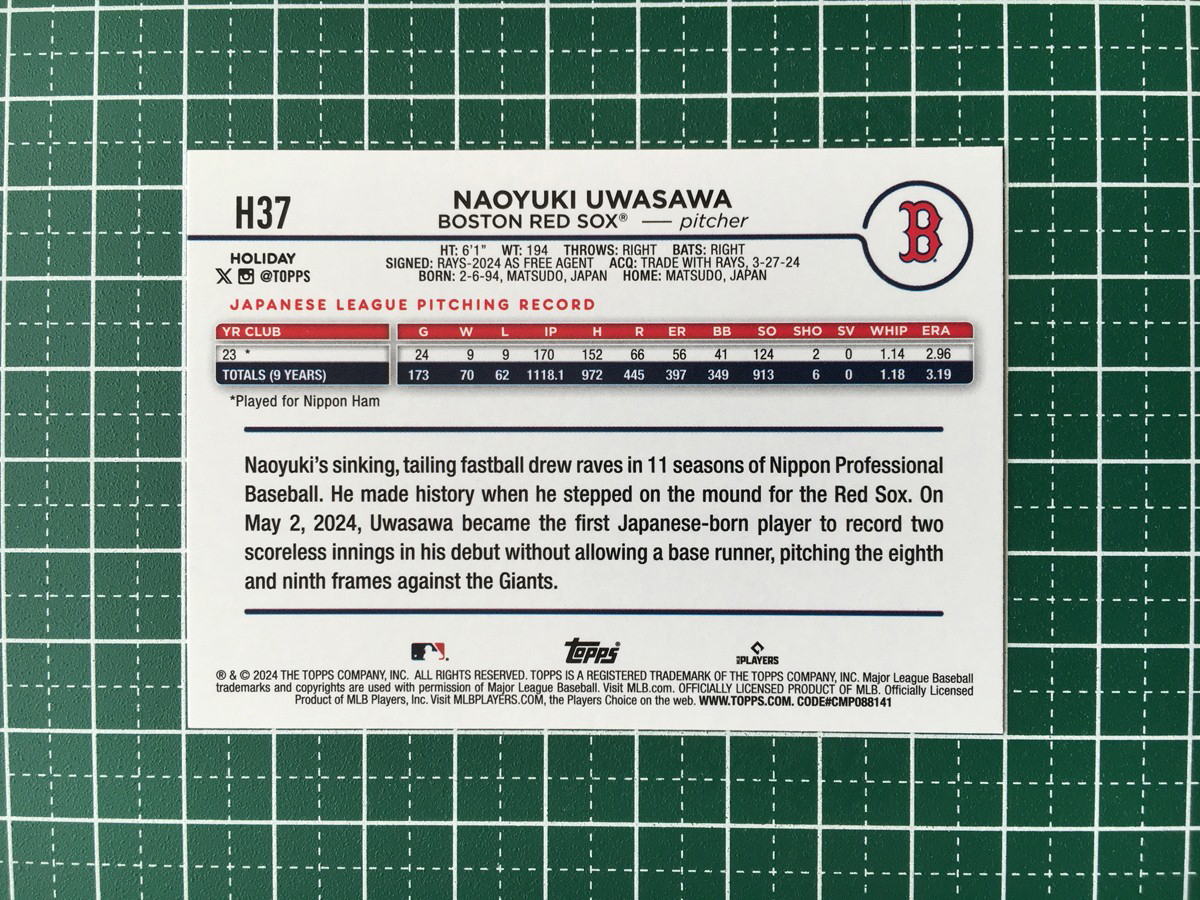 H37
NAOYUKI UWASAWA
BOSTON RED SOX® — pitcher
B
HOLIDAY
X @TOPPS
HT: 6'1" WT: 194 THROWS: RIGHT BATS: RIGHT
SIGNED: RAYS-2024 AS FREE AGENT ACQ: TRADE WITH RAYS, 3-27-24
BORN: 2-6-94, MATSUDO, JAPAN HOME: MATSUDO, JAPAN
JAPANESE LEAGUE PITCHING RECORD
YR CLUB G W L IP H R ER BB SO SHO SV WHIP ERA
23 * 24 9 9 170 152 66 56 41 124 2 0 1.14 2.96
TOTALS (9 YEARS) 173 70 62 1118.1 972 445 397 349 913 6 0 1.18 3.19
*Played for Nippon Ham
Naoyuki's sinking, tailing fastball drew raves in 11 seasons of Nippon Professional
Baseball. He made history when he stepped on the mound for the Red Sox. On
May 2, 2024, Uwasawa became the first Japanese-born player to record two
scoreless innings in his debut without allowing a base runner, pitching the eighth
and ninth frames against the Giants.
Topps® PLAYERS
® & © 2024 THE TOPPS COMPANY, INC. ALL RIGHTS RESERVED. TOPPS IS A REGISTERED TRADEMARK OF THE TOPPS COMPANY, INC. Major League Baseball
trademarks and copyrights are used with permission of Major League Baseball. Visit MLB.com. OFFICIALLY LICENSED PRODUCT OF MLB. Officially Licensed
Product of MLB Players, Inc. Visit MLBPLAYERS.COM, the Players Choice on the web. WWW.TOPPS.COM. CODE#CMP088141